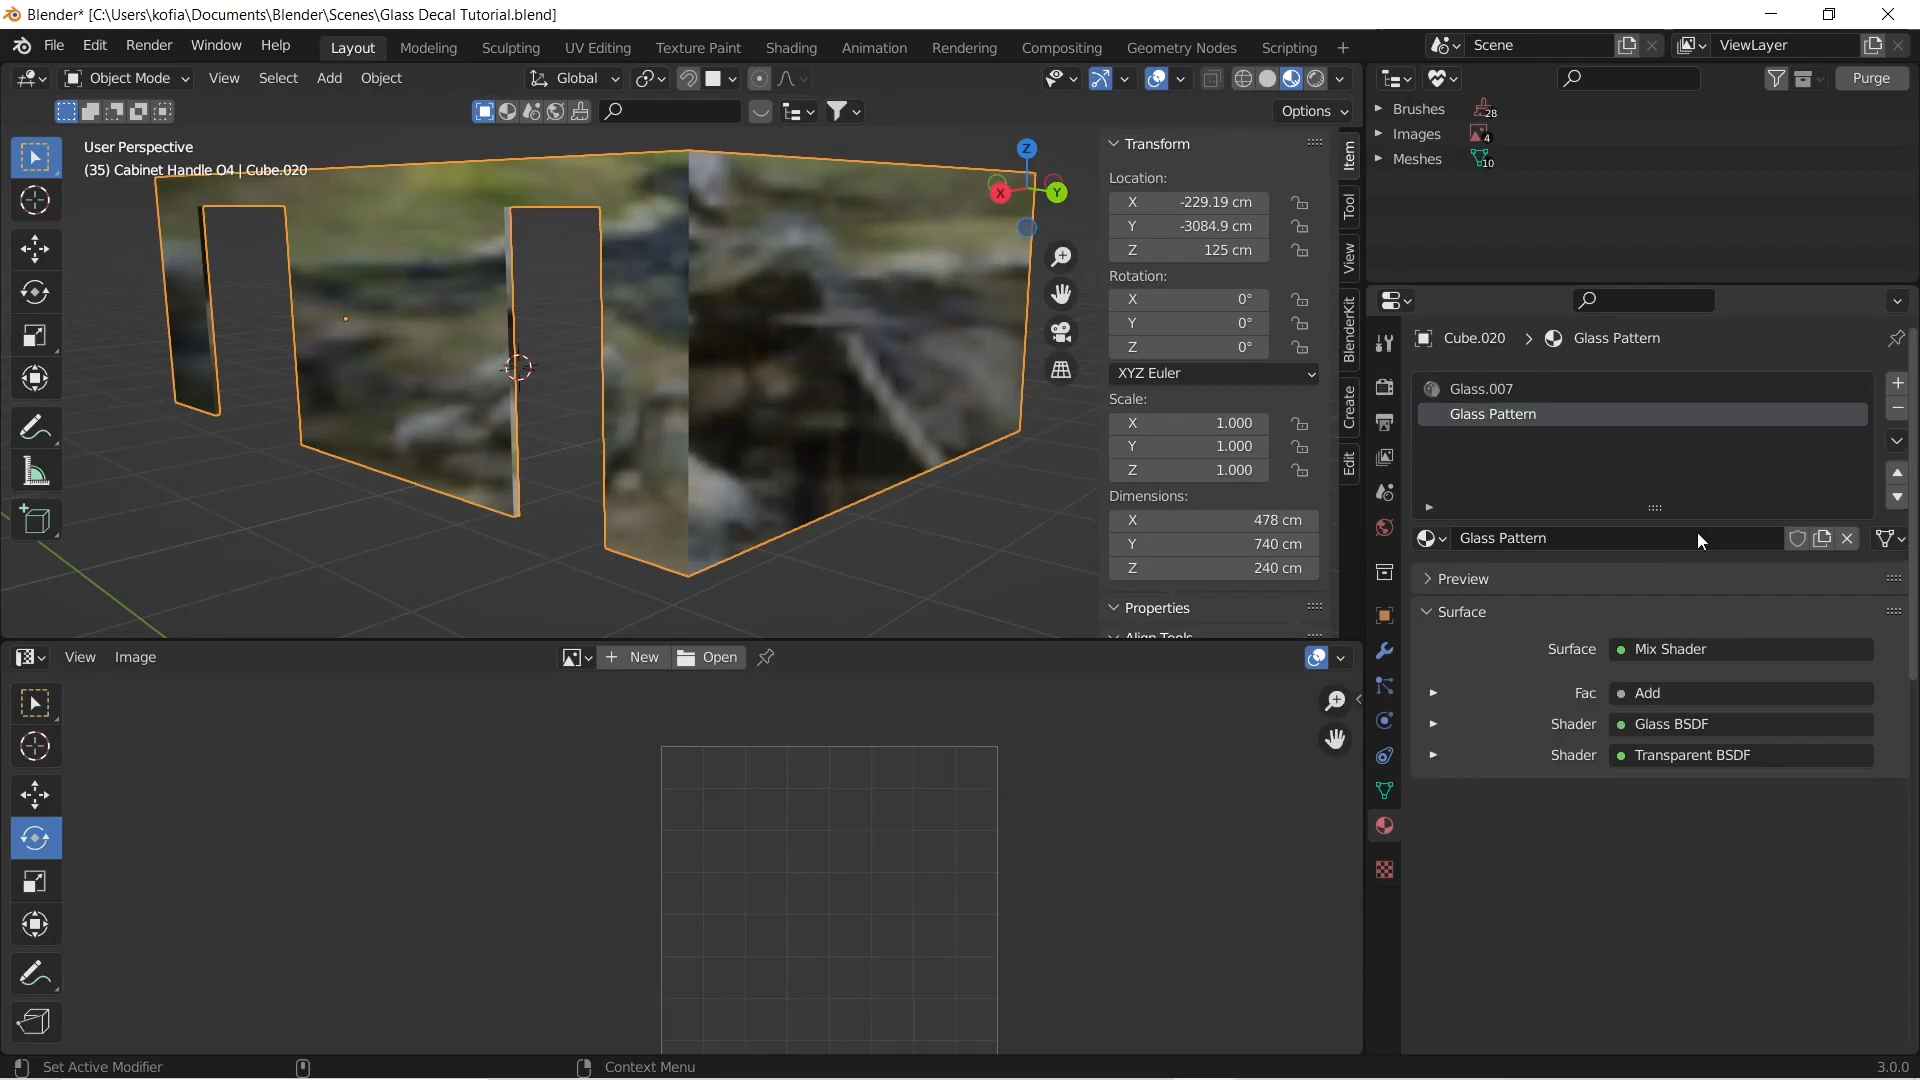 Blender* [C:\Users\kofia\Documents\Blender\Scenes\Glass Decal Tutorial.blend]
File Edit Render Window Help Layout Modeling Sculpting UV Editing Texture Paint Shading Animation Rendering Compositing Geometry Nodes Scripting + Scene ViewLayer
Object Mode View Select Add Object Global Purge
Options
Brushes 28
Images 4
Meshes 10
User Perspective
(35) Cabinet Handle O4 | Cube.020
Z
X
Y
Transform
Location:
X -229.19 cm
Y -3084.9 cm
Z 125 cm
Rotation:
X 0°
Y 0°
Z 0°
XYZ Euler
Scale:
X 1.000
Y 1.000
Z 1.000
Dimensions:
X 478 cm
Y 740 cm
Z 240 cm
Properties
Align Tools
Item
Tool
View
BlenderKit
Create
Edit
Cube.020 > Glass Pattern
Glass.007
Glass Pattern
Glass Pattern
Preview
Surface
Surface Mix Shader
Fac Add
Shader Glass BSDF
Shader Transparent BSDF
View Image + New Open
Set Active Modifier Context Menu 3.0.0